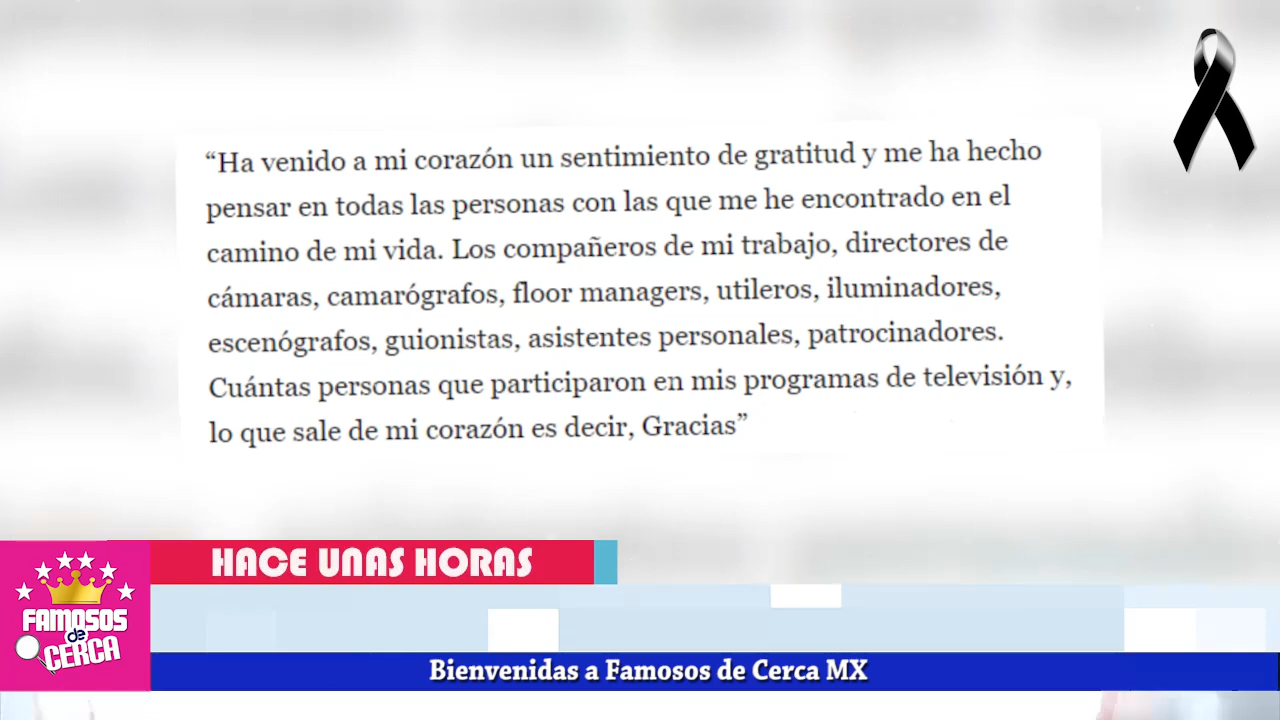 “Ha venido a mi corazón un sentimiento de gratitud y me ha hecho
pensar en todas las personas con las que me he encontrado en el
camino de mi vida. Los compañeros de mi trabajo, directores de
cámaras, camarógrafos, floor managers, utileros, iluminadores,
escenógrafos, guionistas, asistentes personales, patrocinadores.
Cuántas personas que participaron en mis programas de televisión y,
lo que sale de mi corazón es decir, Gracias”
HACE UNAS HORAS
FAMOSOS
de
CERCA
Bienvenidas a Famosos de Cerca MX